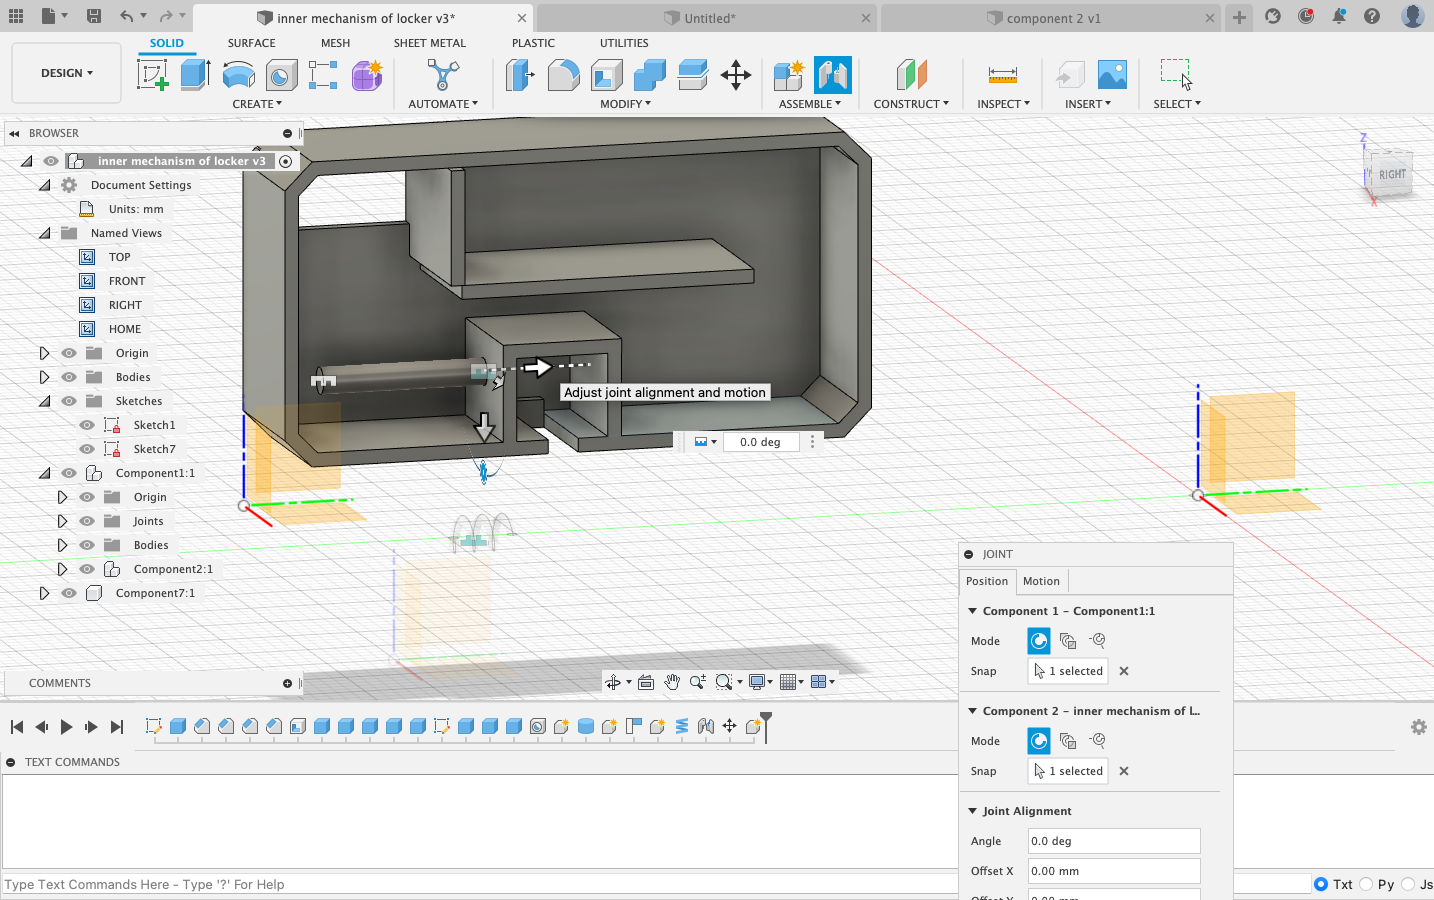 inner mechanism of locker v3*
Untitled*
component 2 v1
DESIGN
SOLID
SURFACE
MESH
SHEET METAL
PLASTIC
UTILITIES
CREATE
AUTOMATE
MODIFY
ASSEMBLE
CONSTRUCT
INSPECT
INSERT
SELECT
BROWSER
inner mechanism of locker v3
Document Settings
Units: mm
Named Views
TOP
FRONT
RIGHT
HOME
Origin
Bodies
Sketches
Sketch1
Sketch7
Component1:1
Origin
Joints
Bodies
Component2:1
Component7:1
Z
RIGHT
X
Adjust joint alignment and motion
0.0 deg
JOINT
Position
Motion
Component 1 - Component1:1
Mode
Snap
1 selected
Component 2 - inner mechanism of l...
Mode
Snap
1 selected
Joint Alignment
Angle
0.0 deg
Offset X
0.00 mm
Offset Y
0.00 mm
COMMENTS
TEXT COMMANDS
Type Text Commands Here - Type '?' For Help
Txt
Py
Js